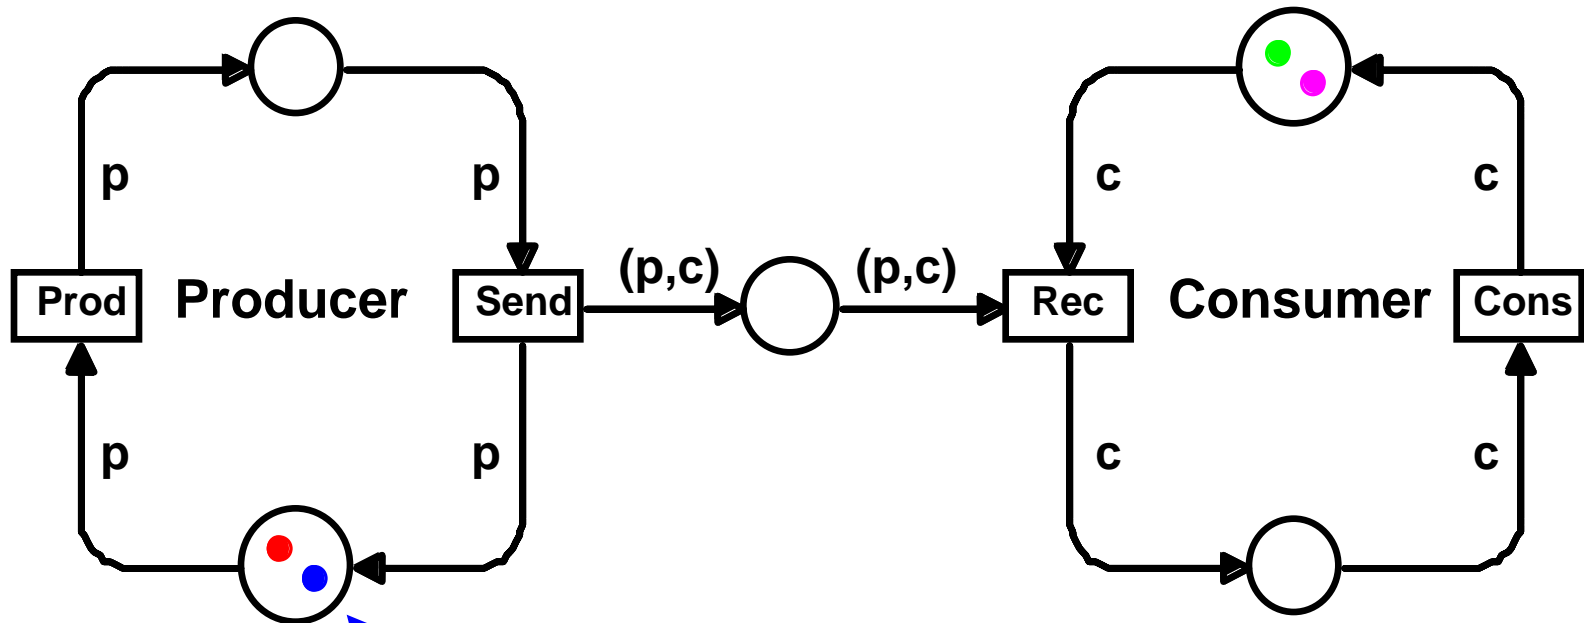 p
p
c
c
(p,c)
(p,c)
Prod
Producer
Send
Rec
Consumer
Cons
p
p
c
c